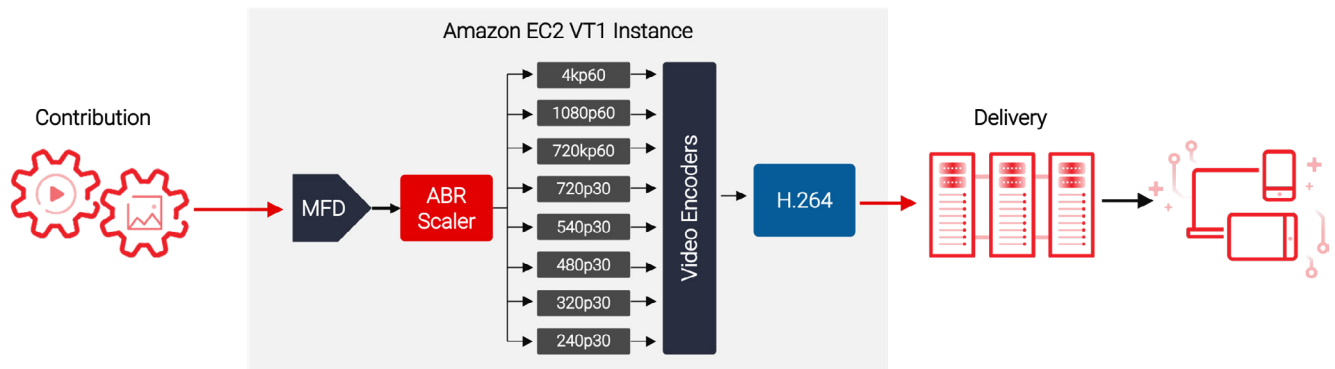 Amazon EC2 VT1 Instance
Contribution
MFD
ABR
Scaler
4kp60
1080p60
720kp60
720p30
540p30
480p30
320p30
240p30
Video Encoders
H.264
Delivery